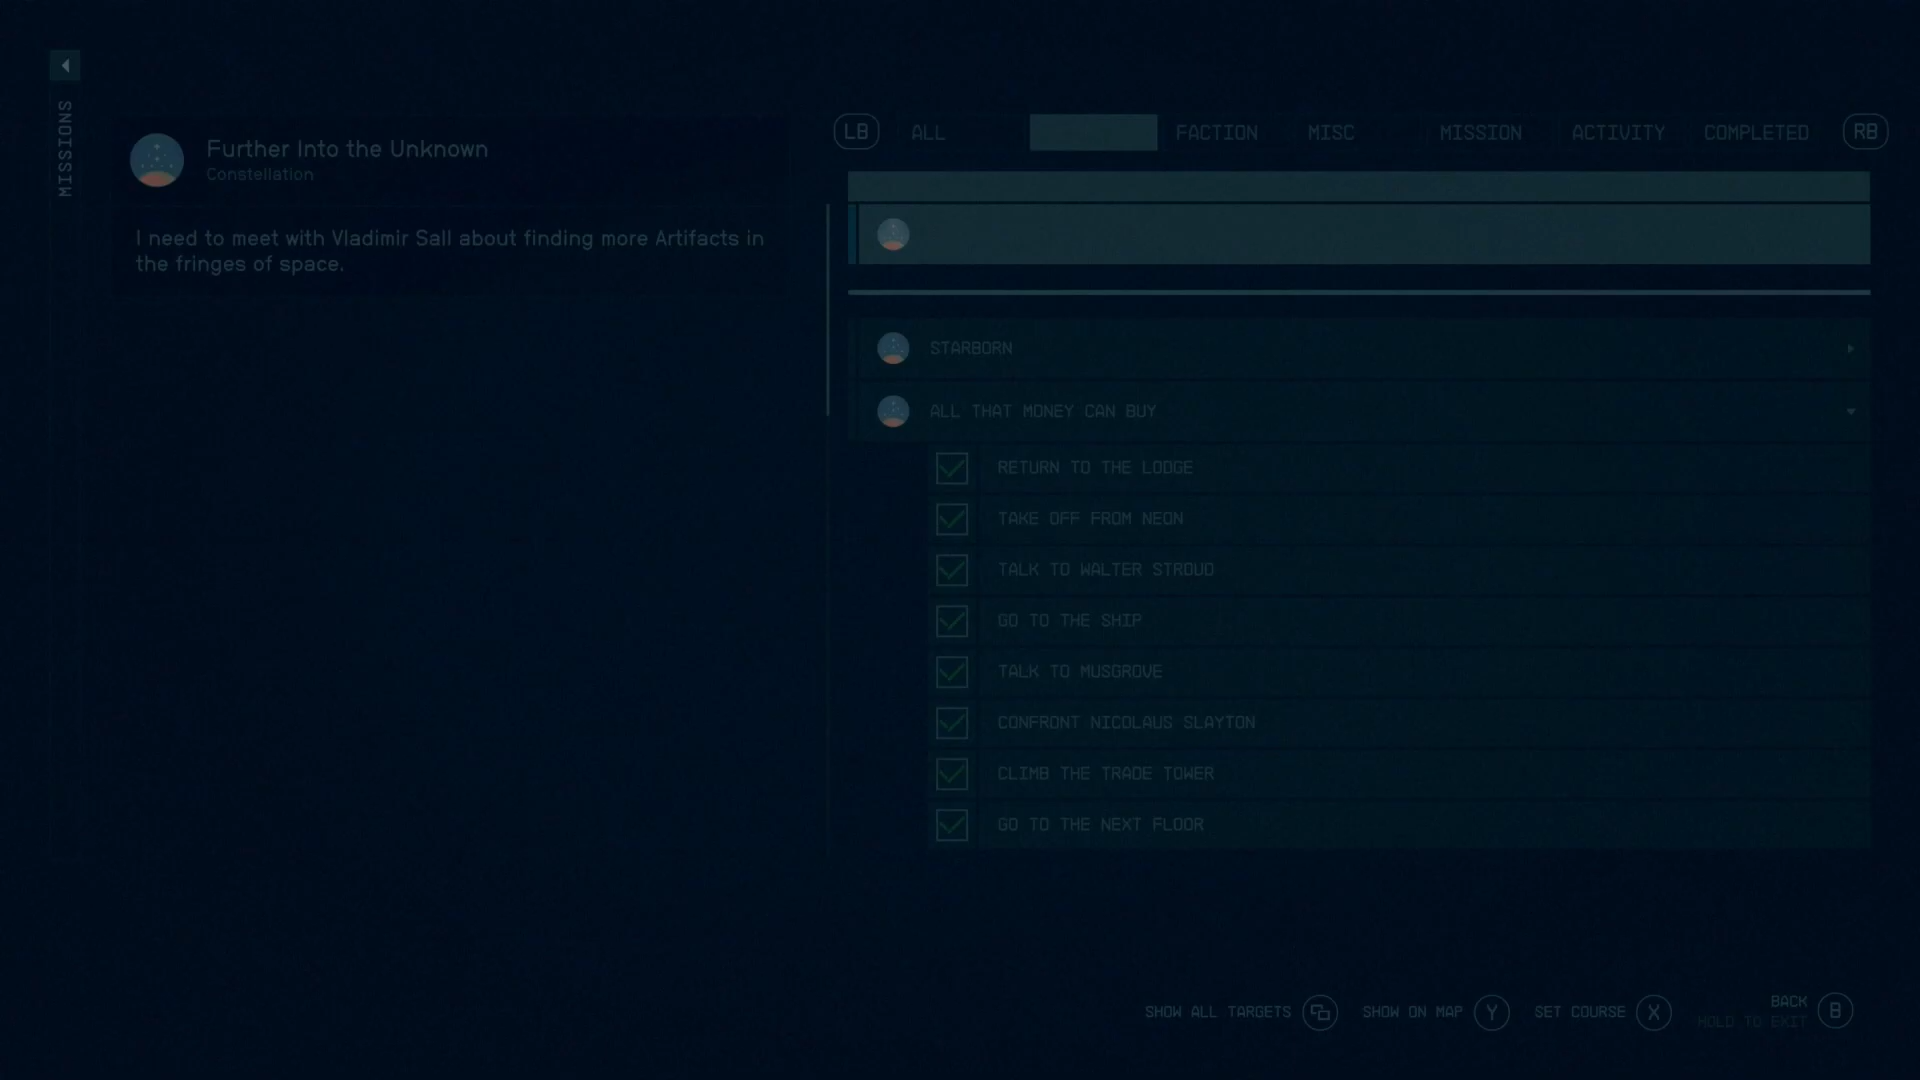 MISSIONS
Further Into the Unknown
Constellation
I need to meet with Vladimir Sall about finding more Artifacts in
the fringes of space.
LB
ALL
FACTION
MISC
MISSION
ACTIVITY
COMPLETED
RB
STARBORN
ALL THAT MONEY CAN BUY
RETURN TO THE LODGE
TAKE OFF FROM NEON
TALK TO WALTER STROUD
GO TO THE SHIP
TALK TO MUSGROVE
CONFRONT NICOLAUS SLAYTON
CLIMB THE TRADE TOWER
GO TO THE NEXT FLOOR
SHOW ALL TARGETS
SHOW ON MAP
Y
SET COURSE
X
BACK
HOLD TO EXIT
B